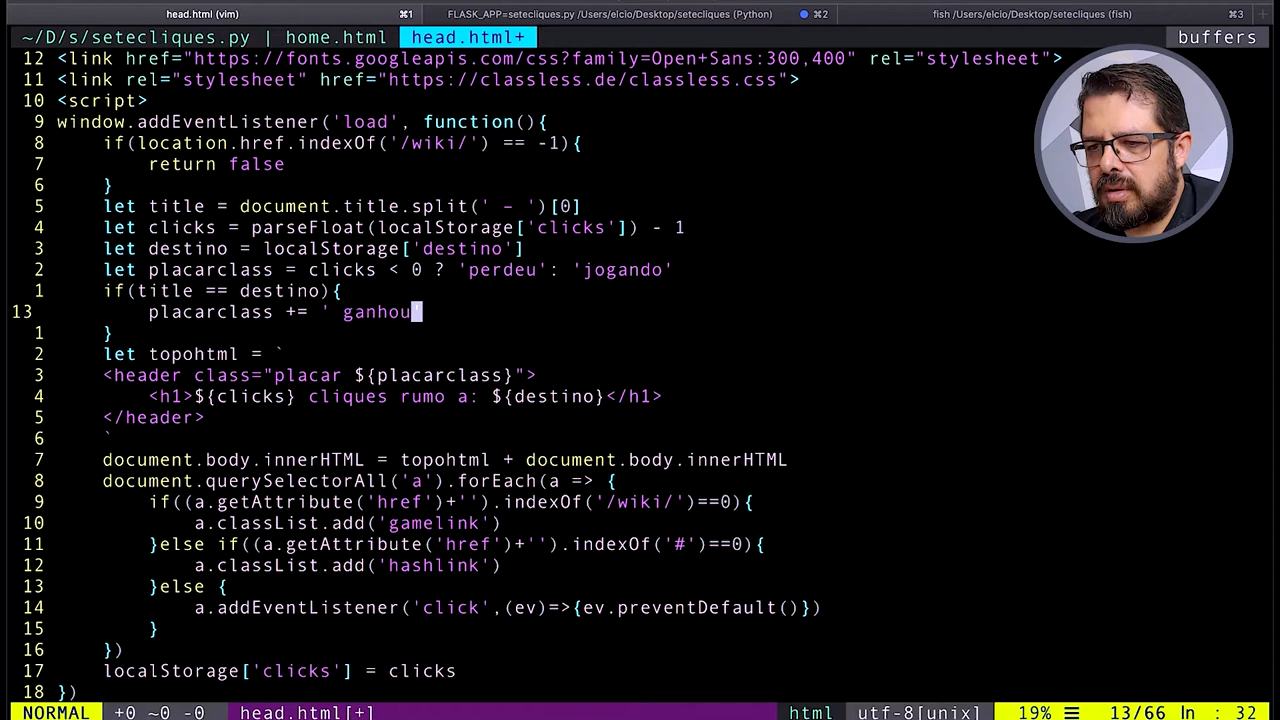 head.html (vim) ⌘1 FLASK_APP=setecliques.py /Users/elcio/Desktop/setecliques (Python) ⌘2 fish /Users/elcio/Desktop/setecliques (fish) ⌘3
~/D/s/setecliques.py | home.html head.html+ buffers
12 <link href="https://fonts.googleapis.com/css?family=Open+Sans:300,400" rel="stylesheet">
11 <link rel="stylesheet" href="https://classless.de/classless.css">
10 <script>
9 window.addEventListener('load', function(){
8 if(location.href.indexOf('/wiki/') == -1){
7 return false
6 }
5 let title = document.title.split(' – ')[0]
4 let clicks = parseFloat(localStorage['clicks']) - 1
3 let destino = localStorage['destino']
2 let placarclass = clicks < 0 ? 'perdeu': 'jogando'
1 if(title == destino){
13 placarclass += ' ganhou'
1 }
2 let topohtml = `
3 <header class="placar ${placarclass}">
4 <h1>${clicks} cliques rumo a: ${destino}</h1>
5 </header>
6 `
7 document.body.innerHTML = topohtml + document.body.innerHTML
8 document.querySelectorAll('a').forEach(a => {
9 if((a.getAttribute('href')+'').indexOf('/wiki/')==0){
10 a.classList.add('gamelink')
11 }else if((a.getAttribute('href')+'').indexOf('#')==0){
12 a.classList.add('hashlink')
13 }else {
14 a.addEventListener('click',(ev)=>{ev.preventDefault()})
15 }
16 })
17 localStorage['clicks'] = clicks
18 })
NORMAL +0 ~0 -0 head.html[+] html utf-8[unix] 19% ☰ 13/66 ln : 32